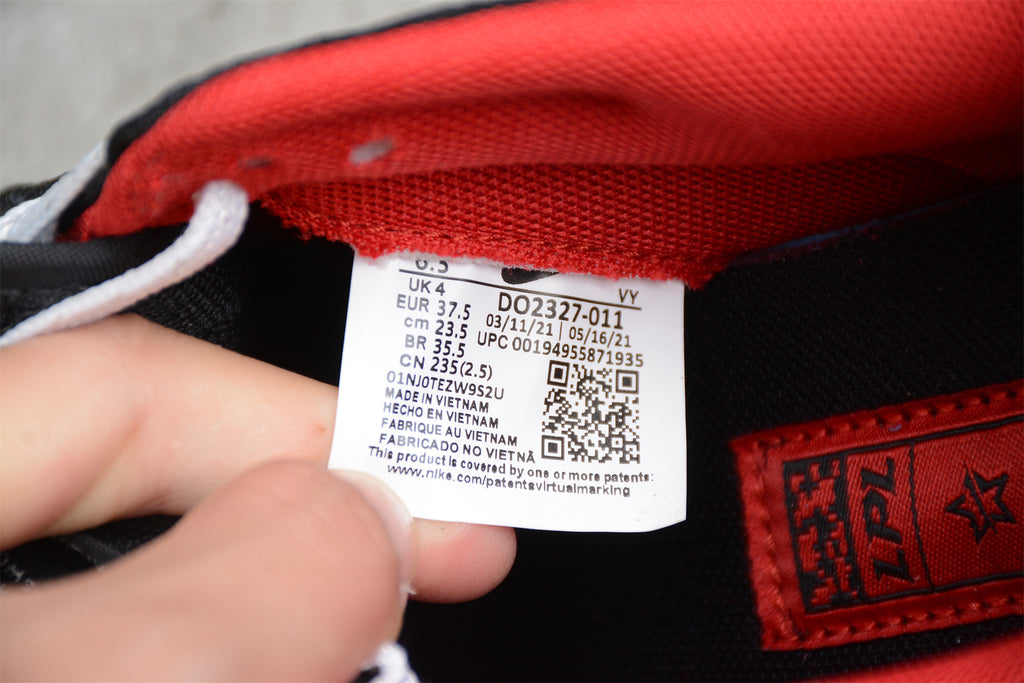 6.5
VY
UK 4
DO2327-011
EUR 37.5
03/11/21 | 05/16/21
cm 23.5
UPC 00194955871935
BR 35.5
CN 235(2.5)
01NJ0TEZW9S2U
MADE IN VIETNAM
HECHO EN VIETNAM
FABRIQUE AU VIETNAM
FABRICADO NO VIETNÃ
This product is covered by one or more patents:
www.nike.com/patentsvirtualmarking
LPL